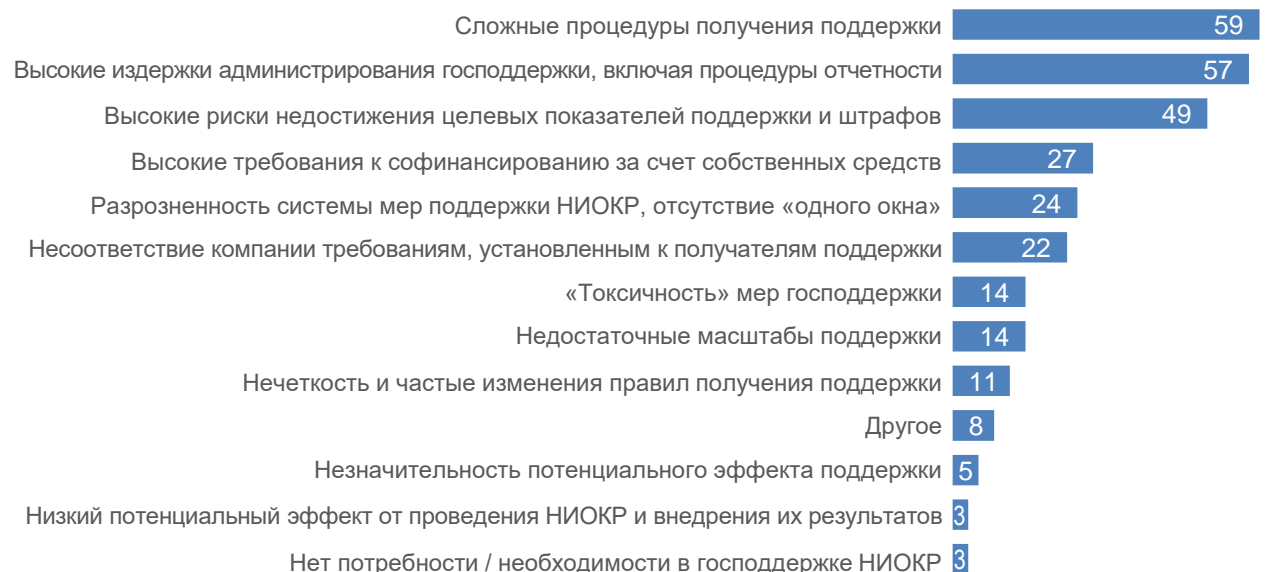 Сложные процедуры получения поддержки 59
Высокие издержки администрирования господдержки, включая процедуры отчетности 57
Высокие риски недостижения целевых показателей поддержки и штрафов 49
Высокие требования к софинансированию за счет собственных средств 27
Разрозненность системы мер поддержки НИОКР, отсутствие «одного окна» 24
Несоответствие компании требованиям, установленным к получателям поддержки 22
«Токсичность» мер господдержки 14
Недостаточные масштабы поддержки 14
Нечеткость и частые изменения правил получения поддержки 11
Другое 8
Незначительность потенциального эффекта поддержки 5
Низкий потенциальный эффект от проведения НИОКР и внедрения их результатов 3
Нет потребности / необходимости в господдержке НИОКР 3